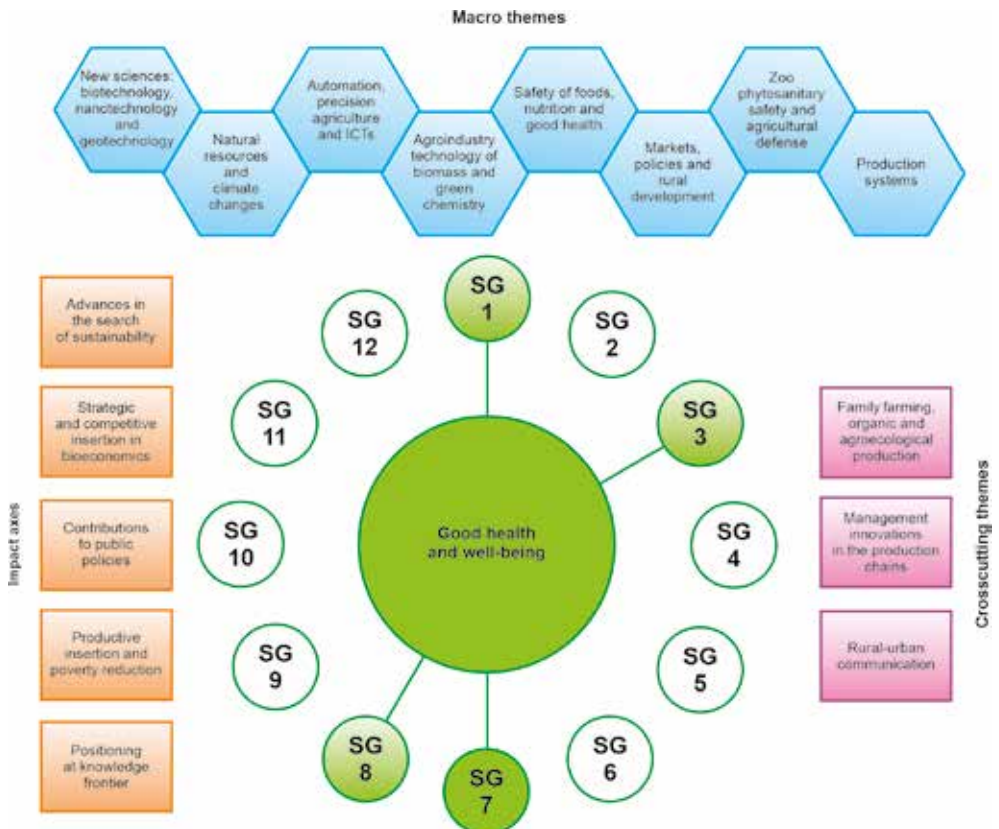 Macro themes
New sciences:
biotechnology,
nanotechnology
and
geotechnology
Natural
resources
and
climate
changes
Automation,
precision
agriculture
and ICTs
Agroindustry
technology of
biomass and
green
chemistry
Safety of foods,
nutrition and
good health
Markets,
policies and
rural
development
Zoo
phytosanitary
safety and
agricultural
defense
Production
systems
Impact axes
Advances in
the search
of sustainability
Strategic
and competitive
insertion in
bioeconomics
Contributions
to public
policies
Productive
insertion and
poverty reduction
Positioning
at knowledge
frontier
SG
1
SG
2
SG
3
SG
4
SG
5
SG
6
SG
7
SG
8
SG
9
SG
10
SG
11
SG
12
Good health
and well-being
Crosscutting themes
Family farming,
organic and
agroecological
production
Management
innovations
in the production
chains
Rural-urban
communication